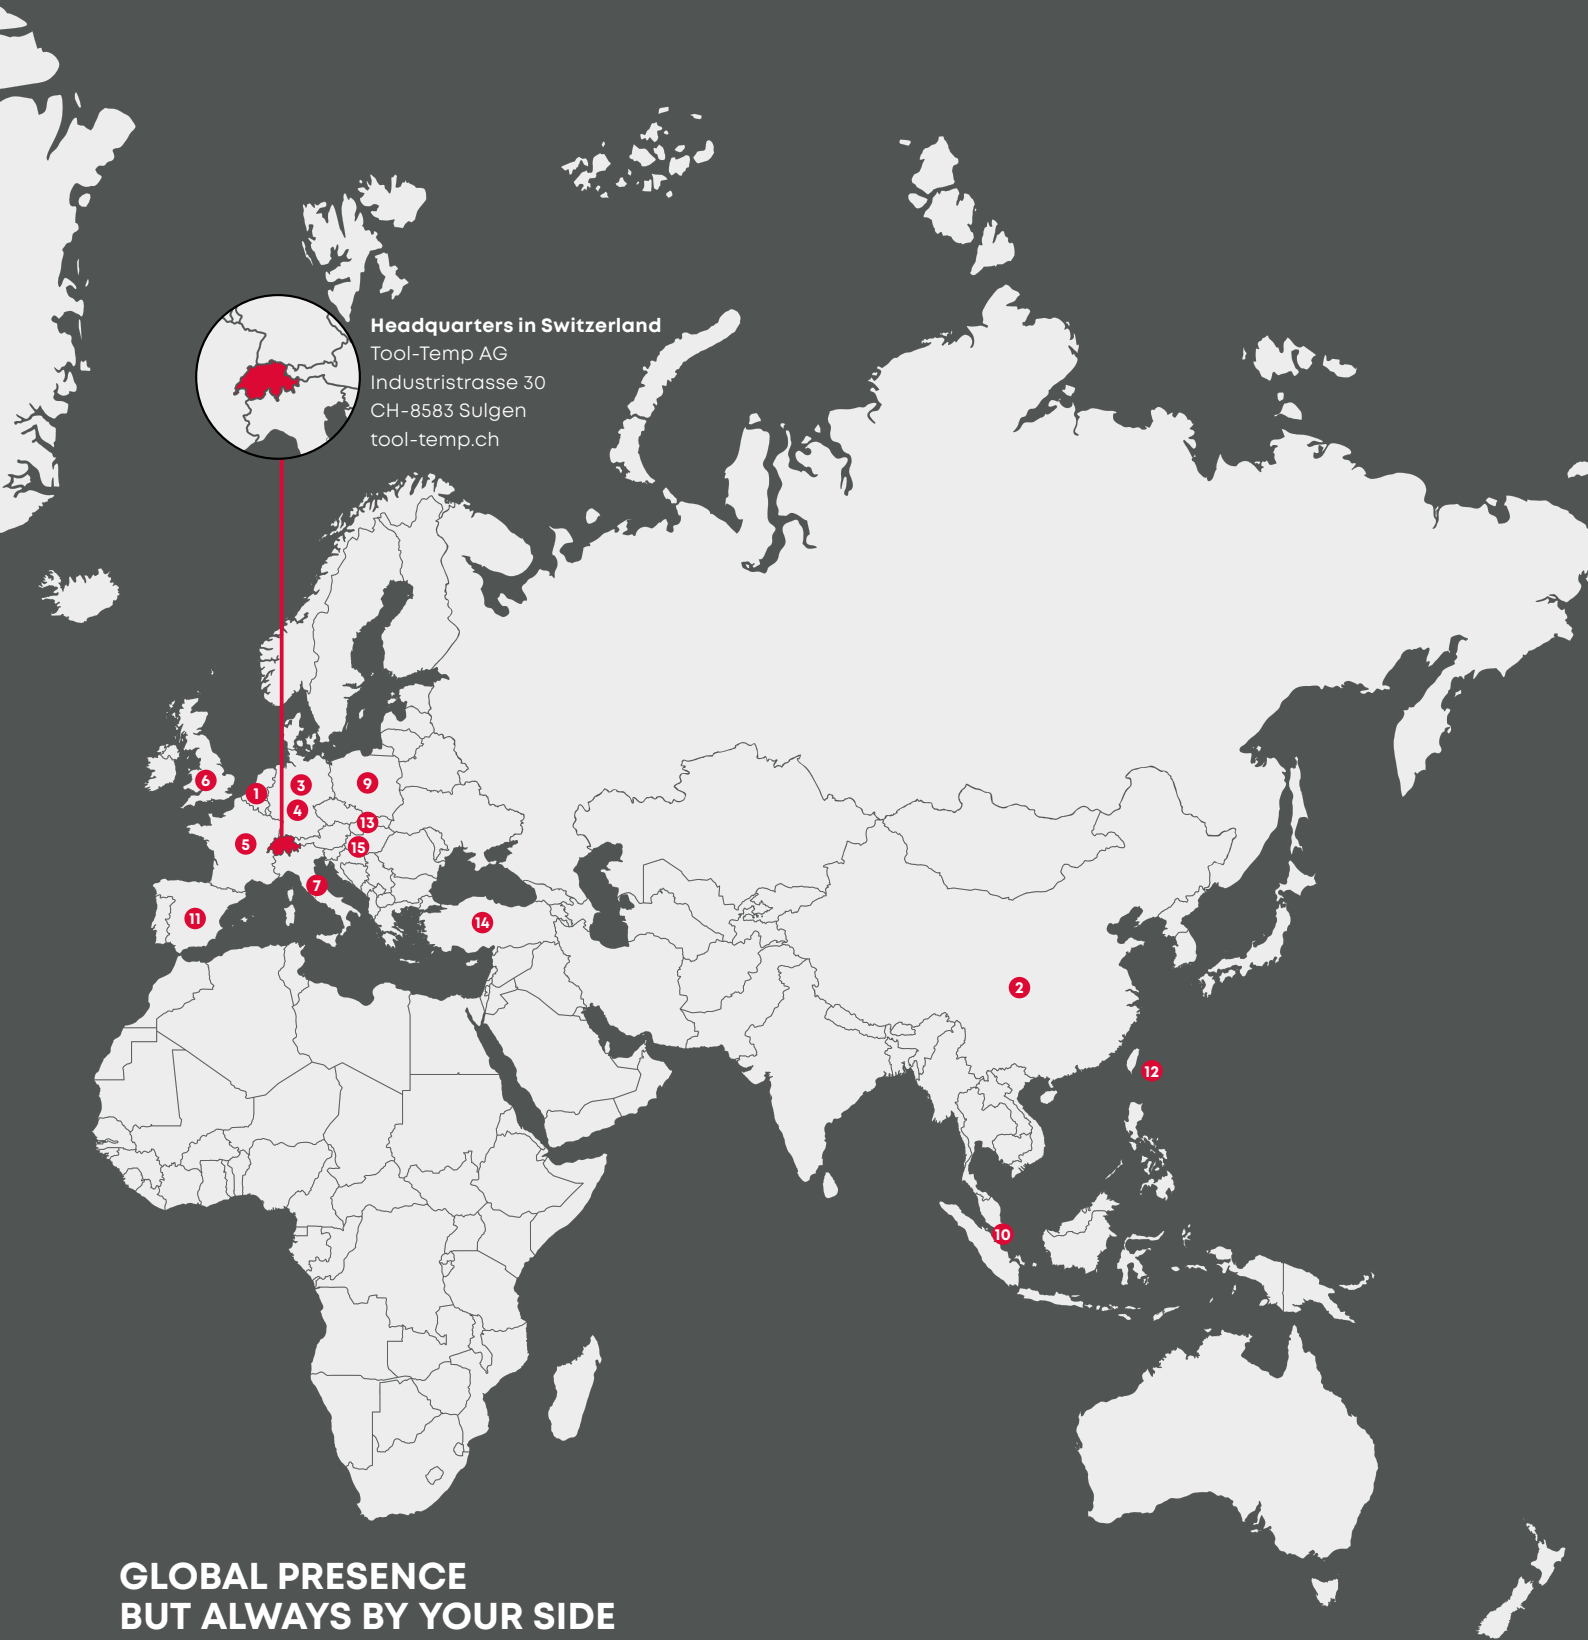 Headquarters in Switzerland
Tool-Temp AG
Industristrasse 30
CH-8583 Sulgen
tool-temp.ch
6
1
3
9
4
13
5
15
7
11
14
2
12
10
GLOBAL PRESENCE
BUT ALWAYS BY YOUR SIDE